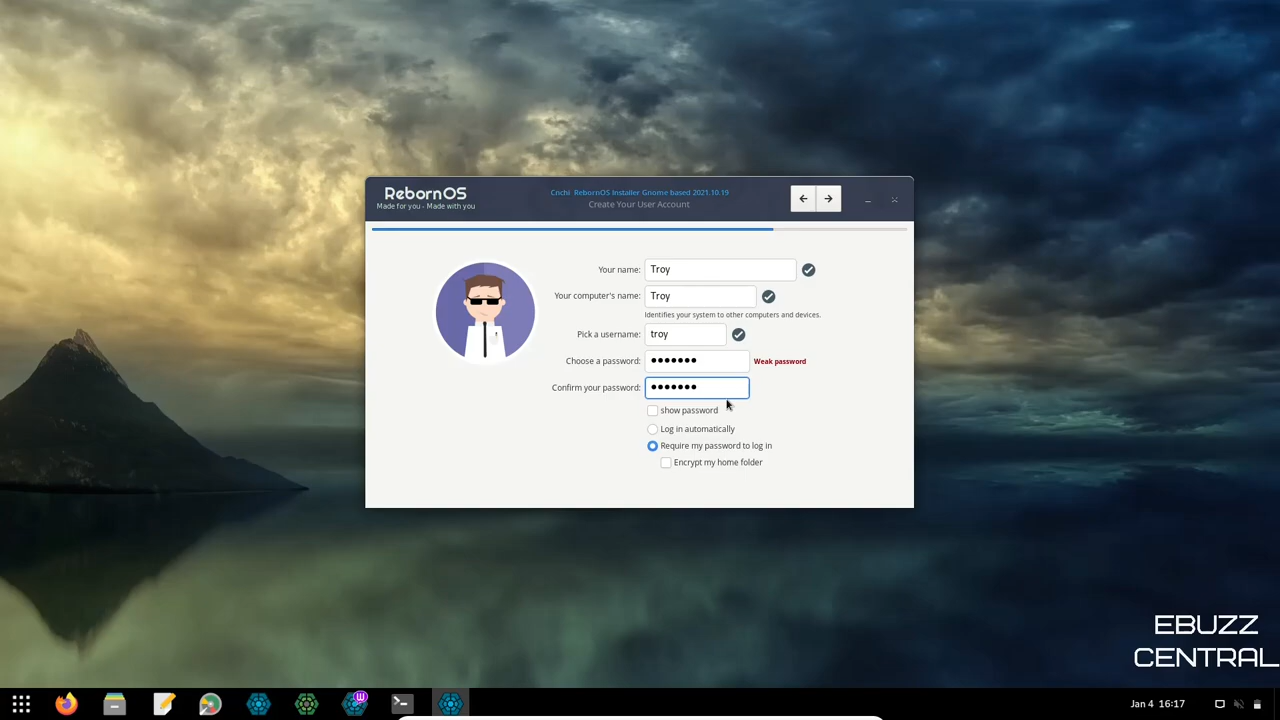 RebornOS
Made for you - Made with you
Cnchi RebornOS Installer Gnome based 2021.10.19
Create Your User Account
Your name: Troy
Your computer's name: Troy
Identifies your system to other computers and devices.
Pick a username: troy
Choose a password: ●●●●●●● Weak password
Confirm your password: ●●●●●●●
show password
Log in automatically
Require my password to log in
Encrypt my home folder
EBUZZ
CENTRAL
W
Jan 4 16:17